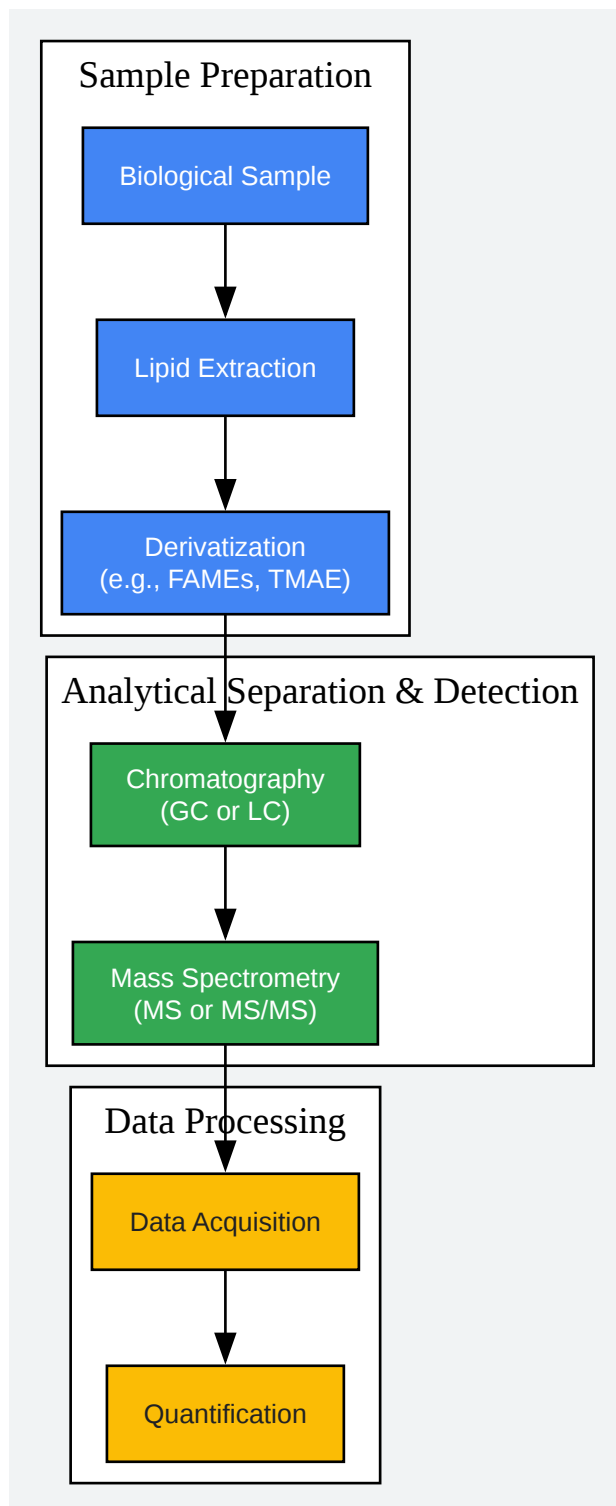 Sample Preparation
Biological Sample
Lipid Extraction
Derivatization
(e.g., FAMEs, TMAE)
Analytical Separation & Detection
Chromatography
(GC or LC)
Mass Spectrometry
(MS or MS/MS)
Data Processing
Data Acquisition
Quantification